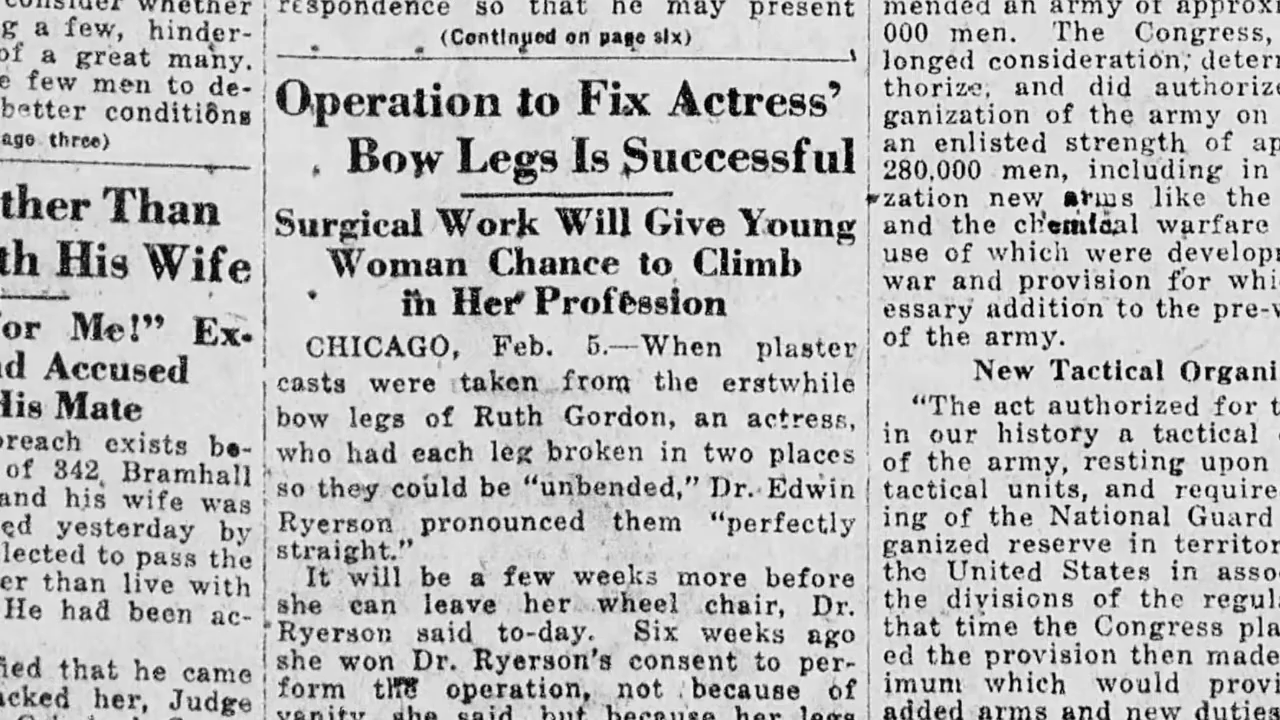 consider whether
g a few, hinder-
of a great many.
e few men to de-
better conditions
age three)
ther Than
th His Wife
or Me!” Ex-
d Accused
His Mate
breach exists be-
of 342 Bramhall
and his wife was
ed yesterday by
lected to pass the
er than live with
He had been ac-
fied that he came
acked her, Judge
respondence so that he may present
(Continued on page six)
Operation to Fix Actress’
Bow Legs Is Successful
Surgical Work Will Give Young
Woman Chance to Climb
in Her Profession
CHICAGO, Feb. 5.—When plaster
casts were taken from the erstwhile
bow legs of Ruth Gordon, an actress,
who had each leg broken in two places
so they could be “unbended,” Dr. Edwin
Ryerson pronounced them “perfectly
straight.”
It will be a few weeks more before
she can leave her wheel chair, Dr.
Ryerson said to-day. Six weeks ago
she won Dr. Ryerson’s consent to per-
form the operation, not because of
vanity, she said, but because her legs
mended an army of approxi
000 men. The Congress,
longed consideration, deter
thorize, and did authorize
ganization of the army on
an enlisted strength of ap
280,000 men, including in
zation new arms like the
and the chemical warfare
use of which were develop
war and provision for whi
essary addition to the pre-w
of the army.
New Tactical Organi
“The act authorized for t
in our history a tactical
of the army, resting upon
tactical units, and require
ing of the National Guard
ganized reserve in territor
the United States in asso
the divisions of the regul
that time the Congress pla
ed the provision then made
imum which would provi
added arms and new duties